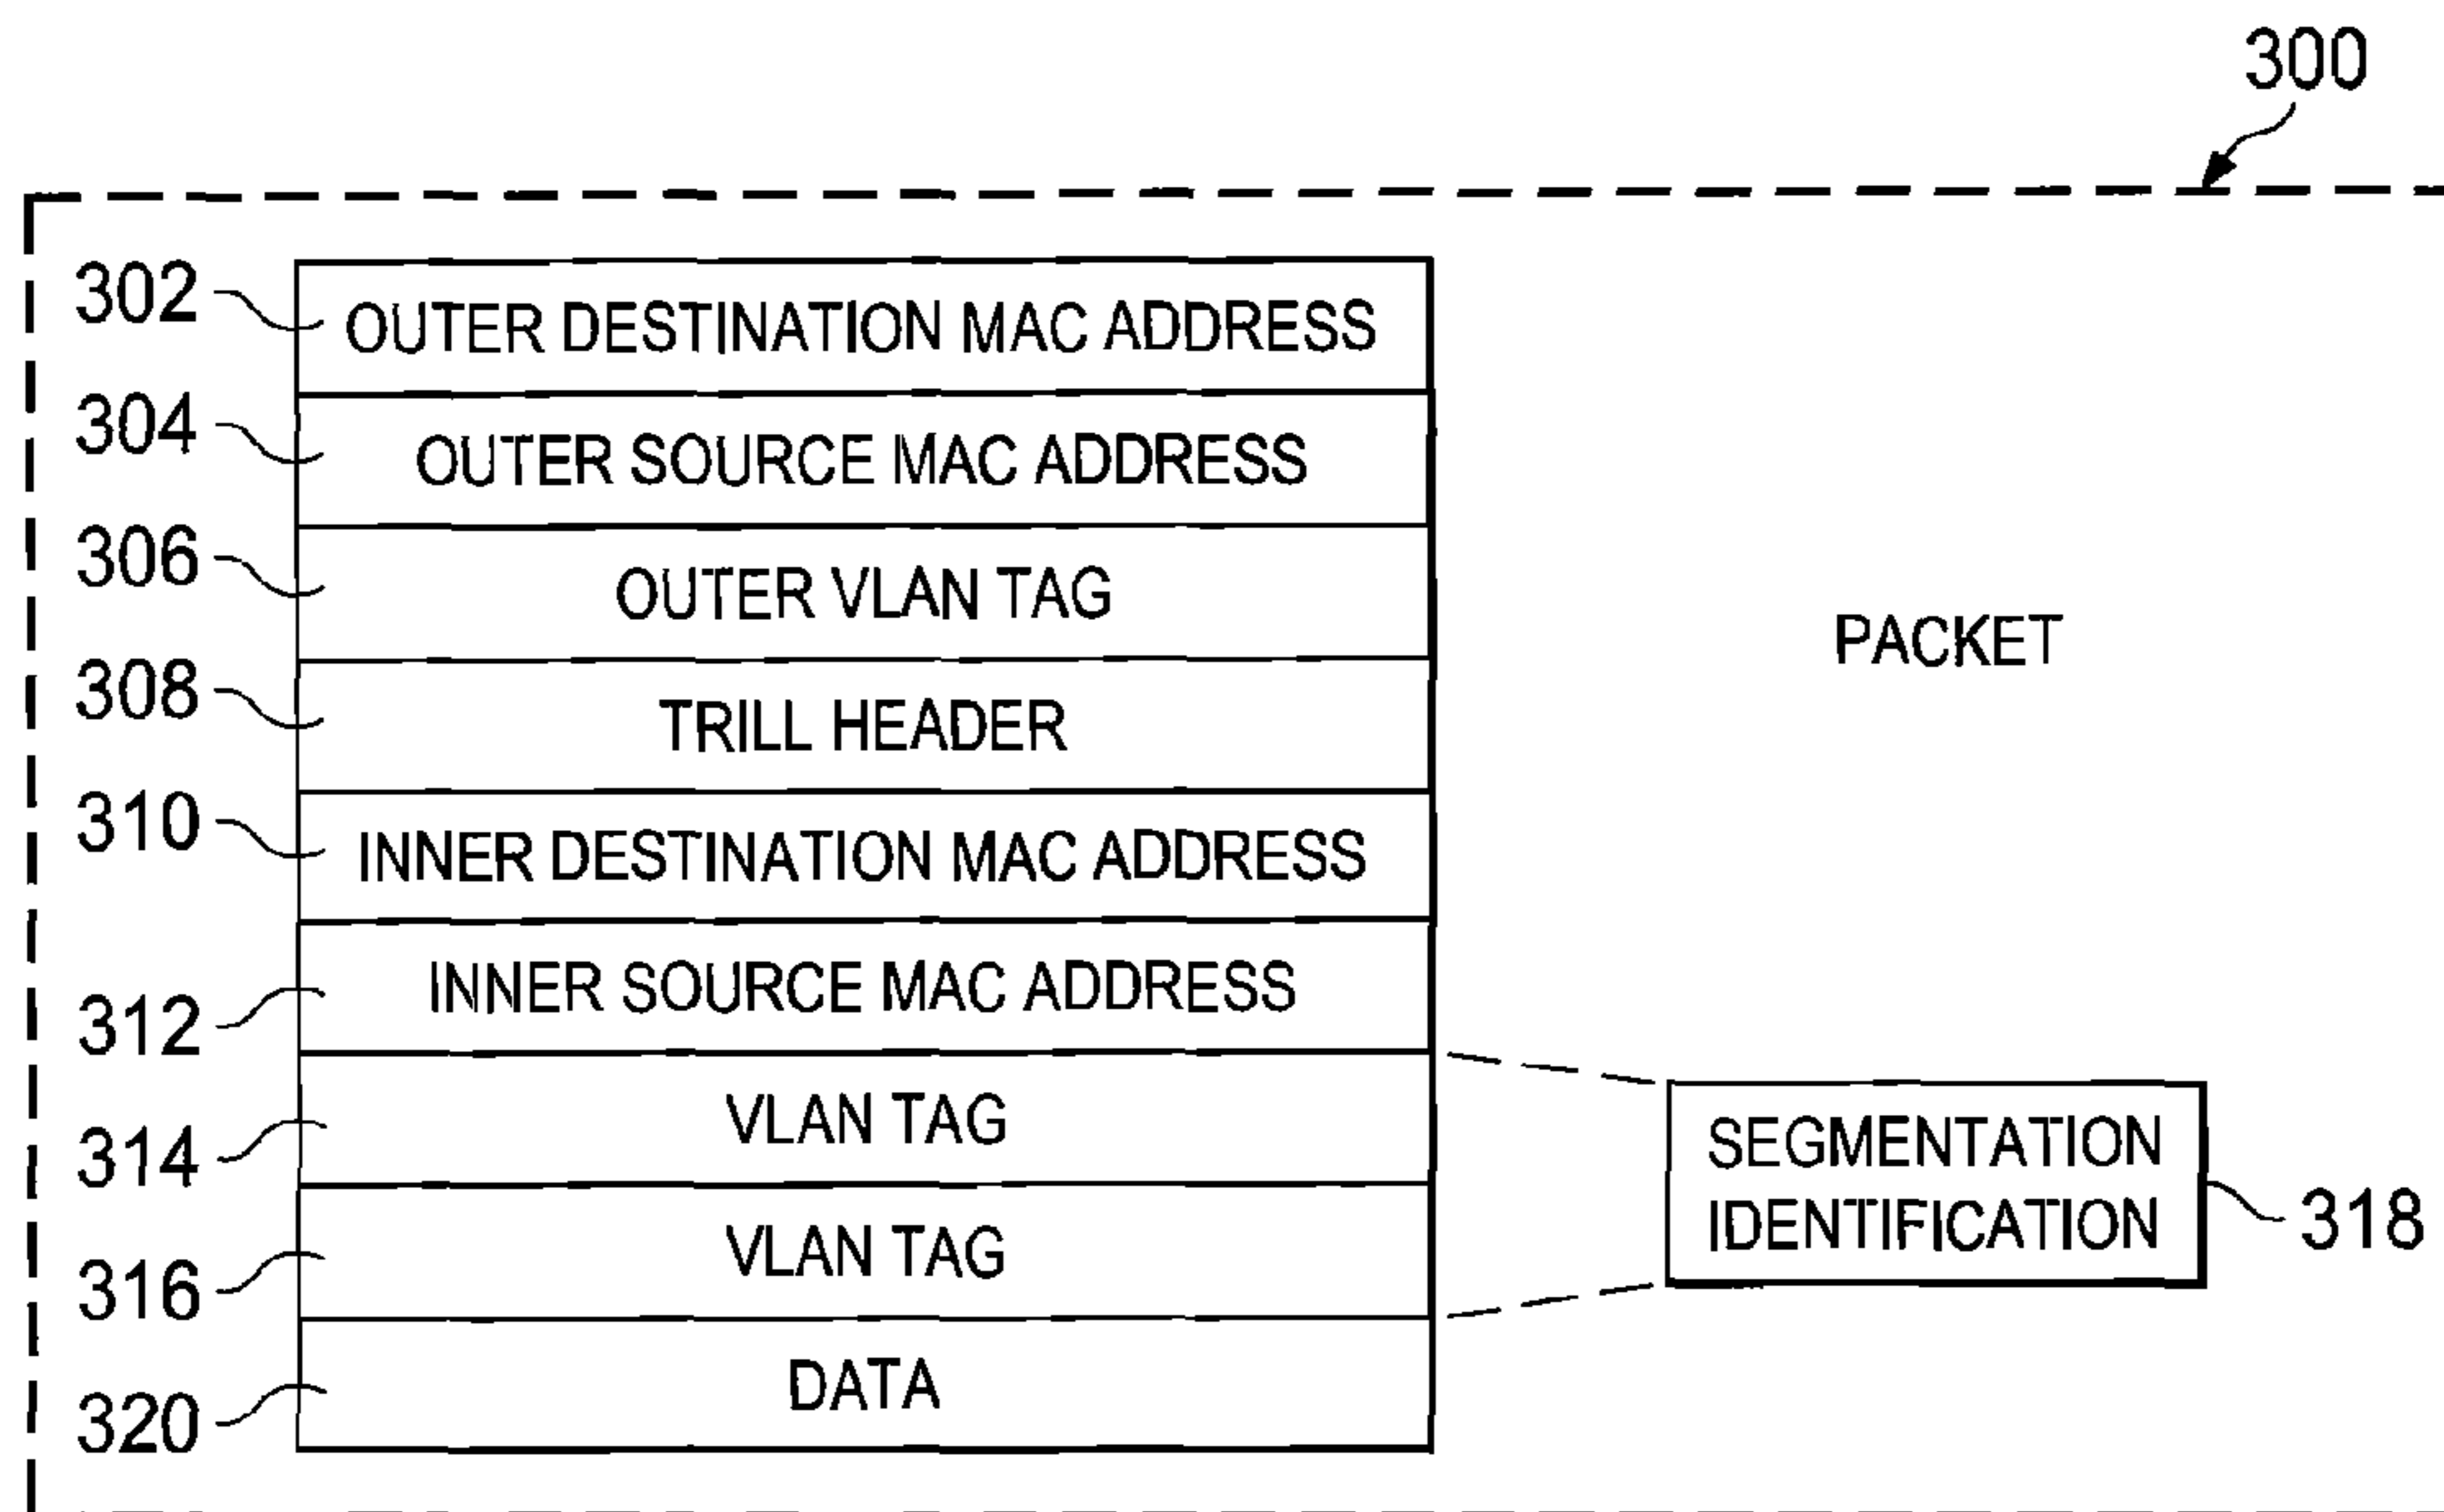 300
302 OUTER DESTINATION MAC ADDRESS
304 OUTER SOURCE MAC ADDRESS
306 OUTER VLAN TAG
PACKET
308 TRILL HEADER
310 INNER DESTINATION MAC ADDRESS
312 INNER SOURCE MAC ADDRESS
314 VLAN TAG
316 VLAN TAG
SEGMENTATION
IDENTIFICATION
318
320 DATA